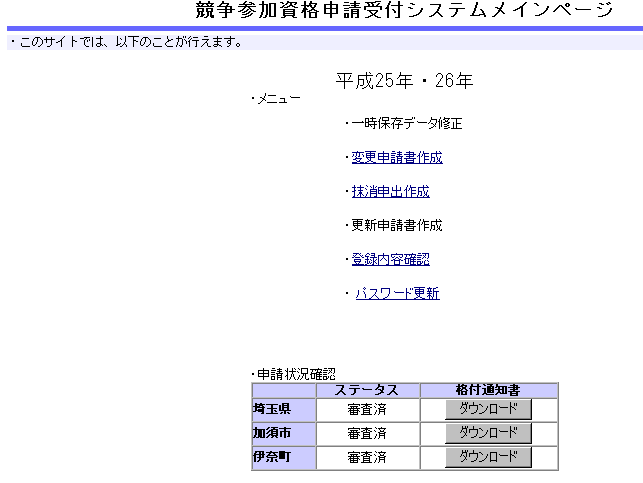 競争参加資格申請受付システムメインページ
・このサイトでは、以下のことが行えます。
平成25年・26年
・メニュー
・一時保存データ修正
・変更申請書作成
・抹消申出作成
・更新申請書作成
・登録内容確認
・パスワード更新
・申請状況確認
ステータス 格付通知書
埼玉県 審査済 ダウンロード
加須市 審査済 ダウンロード
伊奈町 審査済 ダウンロード